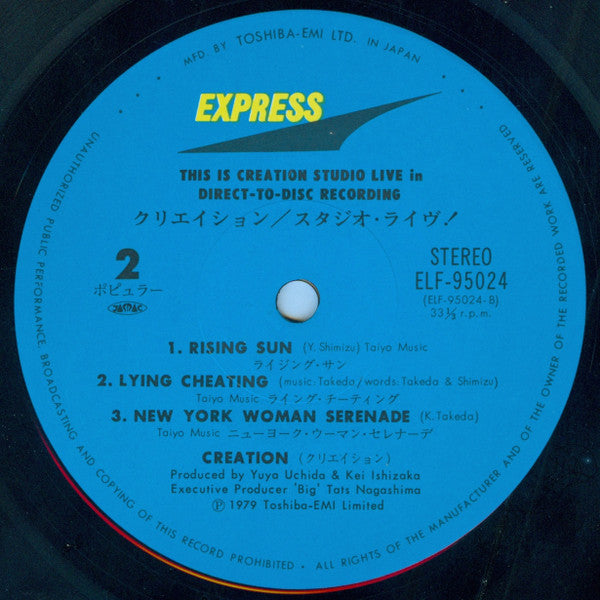 MFD BY TOSHIBA-EMI LTD. IN JAPAN
EXPRESS
THIS IS CREATION STUDIO LIVE in
DIRECT-TO-DISC RECORDING
クリエイション/スタジオ・ライヴ!
2
ポピュラー
JASRAC
STEREO
ELF-95024
(ELF-95024-B)
33⅓ r.p.m.
1. RISING SUN (Y. Shimizu) Taiyo Music
ライジング・サン
2. LYING CHEATING (music: Takeda/words: Takeda & Shimizu)
Taiyo Music ライング・チーティング
3. NEW YORK WOMAN SERENADE (K. Takeda)
Taiyo Music ニューヨーク・ウーマン・セレナーデ
CREATION (クリエイション)
Produced by Yuya Uchida & Kei Ishizaka
Executive Producer 'Big' Tats Nagashima
Ⓟ 1979 Toshiba-EMI Limited
UNAUTHORIZED PUBLIC PERFORMANCE, BROADCASTING AND COPYING OF THIS RECORD PROHIBITED • ALL RIGHTS OF THE MANUFACTURER AND OF THE OWNER OF THE RECORDED WORK ARE RESERVED